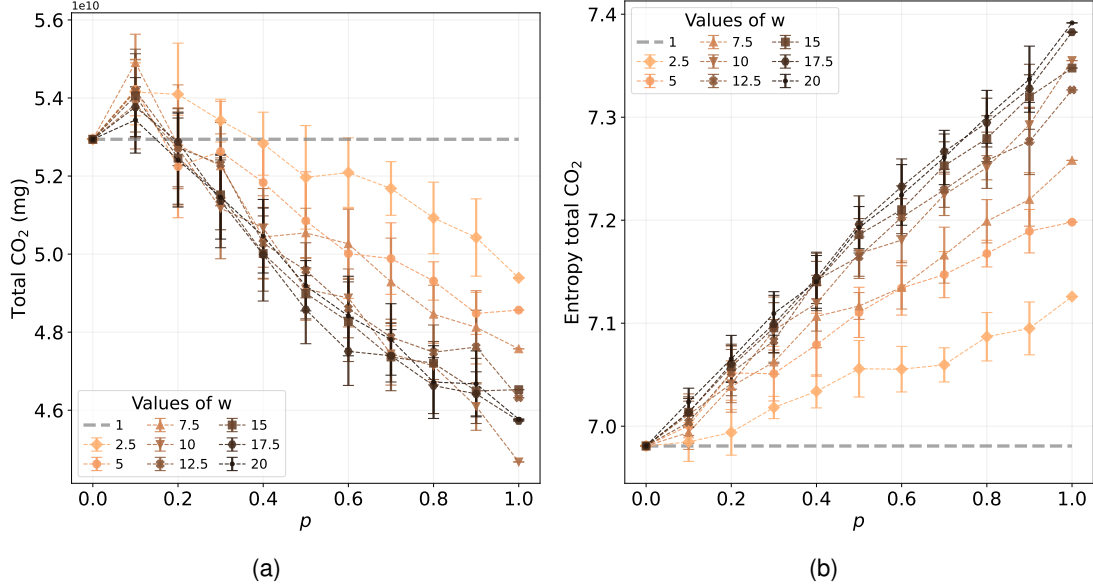 1e10
5.6
5.4
5.2
5.0
4.8
4.6
Total CO₂ (mg)
Values of w
1
2.5
5
7.5
10
12.5
15
17.5
20
0.0 0.2 0.4 0.6 0.8 1.0
p
(a)
7.4
7.3
7.2
7.1
7.0
Entropy total CO₂
Values of w
1
2.5
5
7.5
10
12.5
15
17.5
20
0.0 0.2 0.4 0.6 0.8 1.0
p
(b)